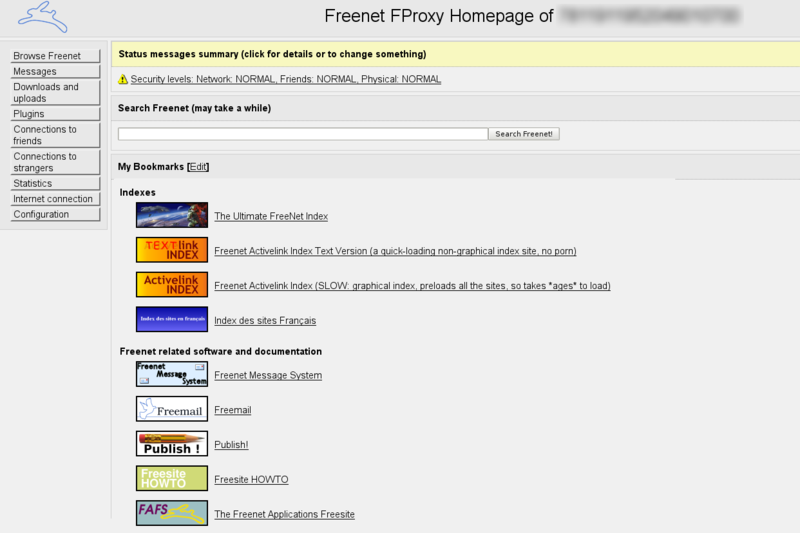 Freenet FProxy Homepage of
Browse Freenet
Messages
Downloads and
uploads
Plugins
Connections to
friends
Connections to
strangers
Statistics
Internet connection
Configuration
Status messages summary (click for details or to change something)
Security levels: Network: NORMAL, Friends: NORMAL, Physical: NORMAL
Search Freenet (may take a while)
Search Freenet!
My Bookmarks [Edit]
Indexes
The Ultimate FreeNet Index
TEXTlink
INDEX
Freenet Activelink Index Text Version (a quick-loading non-graphical index site, no porn)
Activelink
INDEX
Freenet Activelink Index (SLOW: graphical index, preloads all the sites, so takes *ages* to load)
Index des sites en français
Index des sites Français
Freenet related software and documentation
Freenet
Message
System
Freenet Message System
Freemail
Freemail
Publish !
Publish!
Freesite
HOWTO
Freesite HOWTO
FAFS
The Freenet Applications Freesite